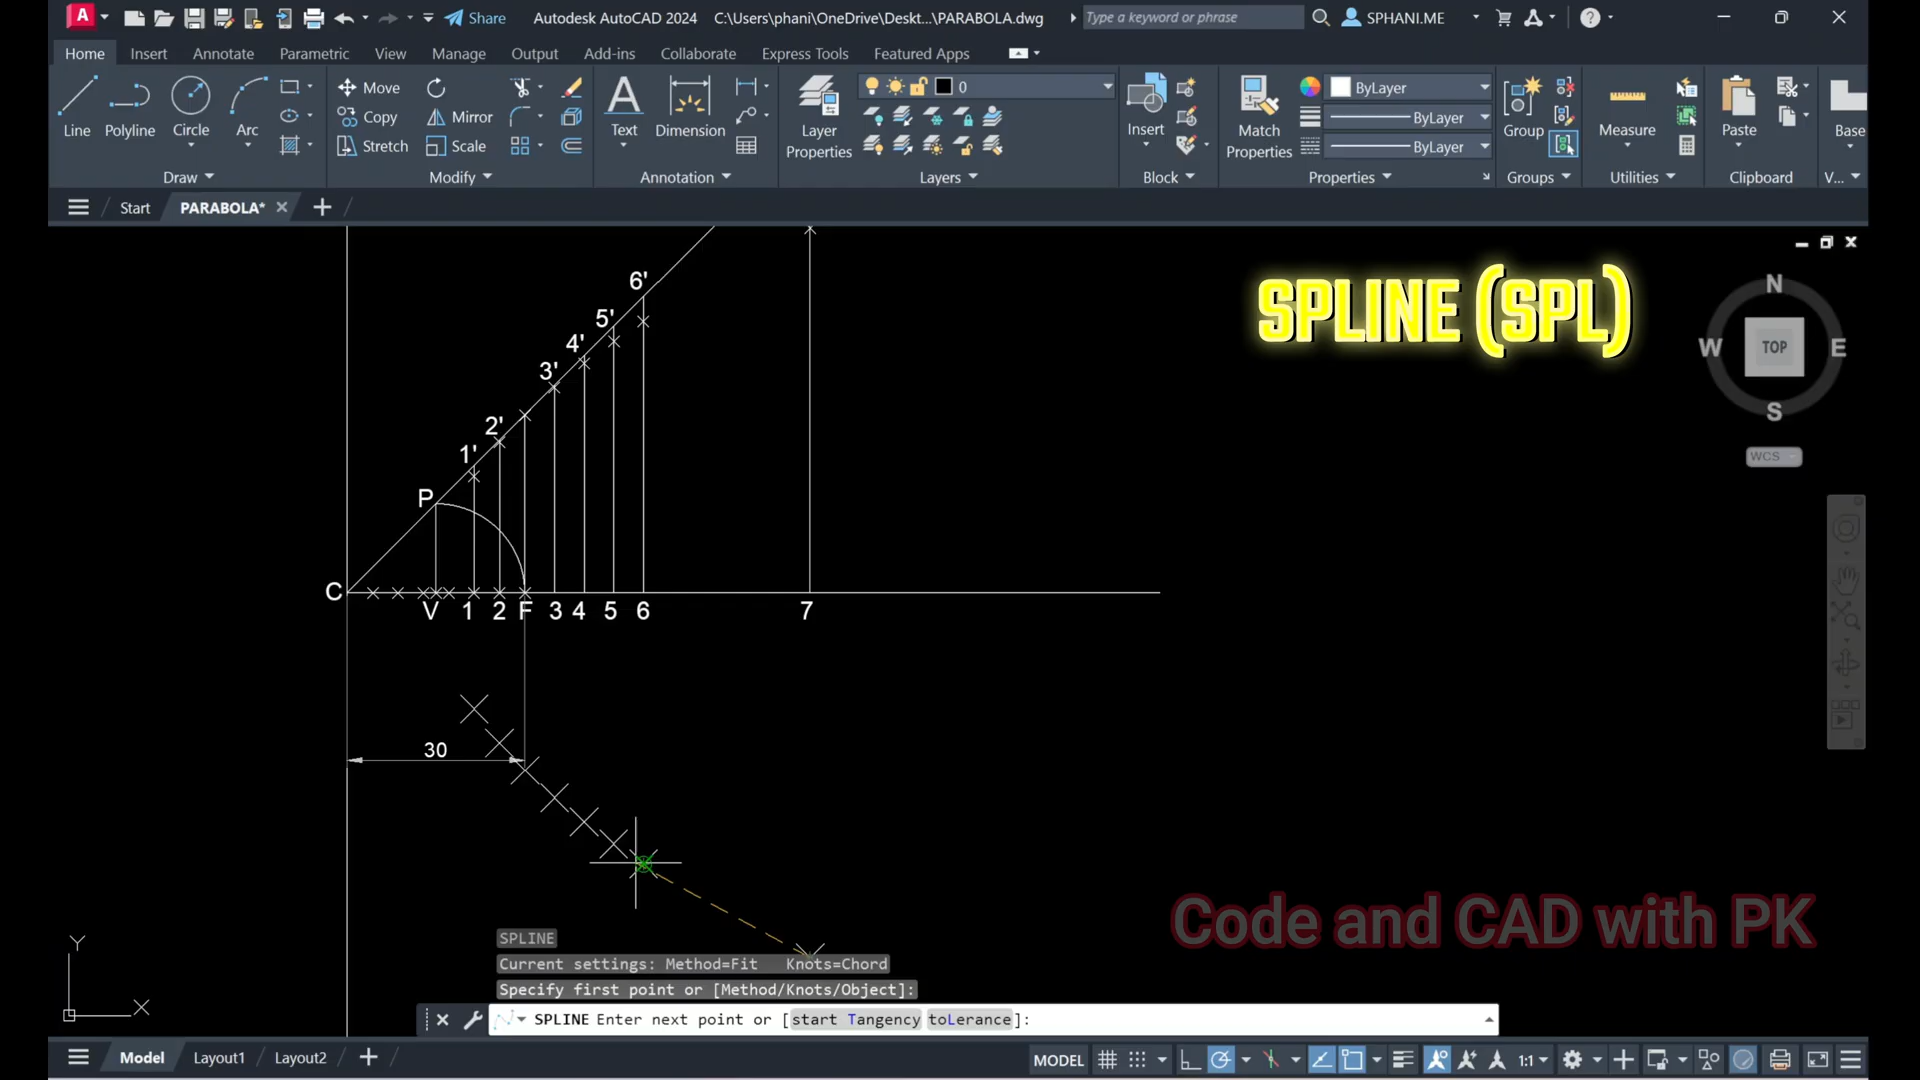 A Share Autodesk AutoCAD 2024 C:\Users\phani\OneDrive\Deskt...\PARABOLA.dwg Type a keyword or phrase SPHANI.ME
Home Insert Annotate Parametric View Manage Output Add-ins Collaborate Express Tools Featured Apps
Line Polyline Circle Arc
Move
Copy Mirror
Stretch Scale
Text Dimension
Layer Properties
0
Insert
Match Properties
ByLayer
ByLayer
ByLayer
Group Measure Paste Base
Draw Modify Annotation Layers Block Properties Groups Utilities Clipboard V...
Start PARABOLA*
SPLINE (SPL)
N
W TOP E
S
WCS
6'
5'
4'
3'
2'
1'
P
C
V 1 2 F 3 4 5 6 7
30
Code and CAD with PK
Y
X
SPLINE
Current settings: Method=Fit Knots=Chord
Specify first point or [Method/Knots/Object]:
SPLINE Enter next point or [start Tangency toLerance]:
Model Layout1 Layout2 MODEL 1:1